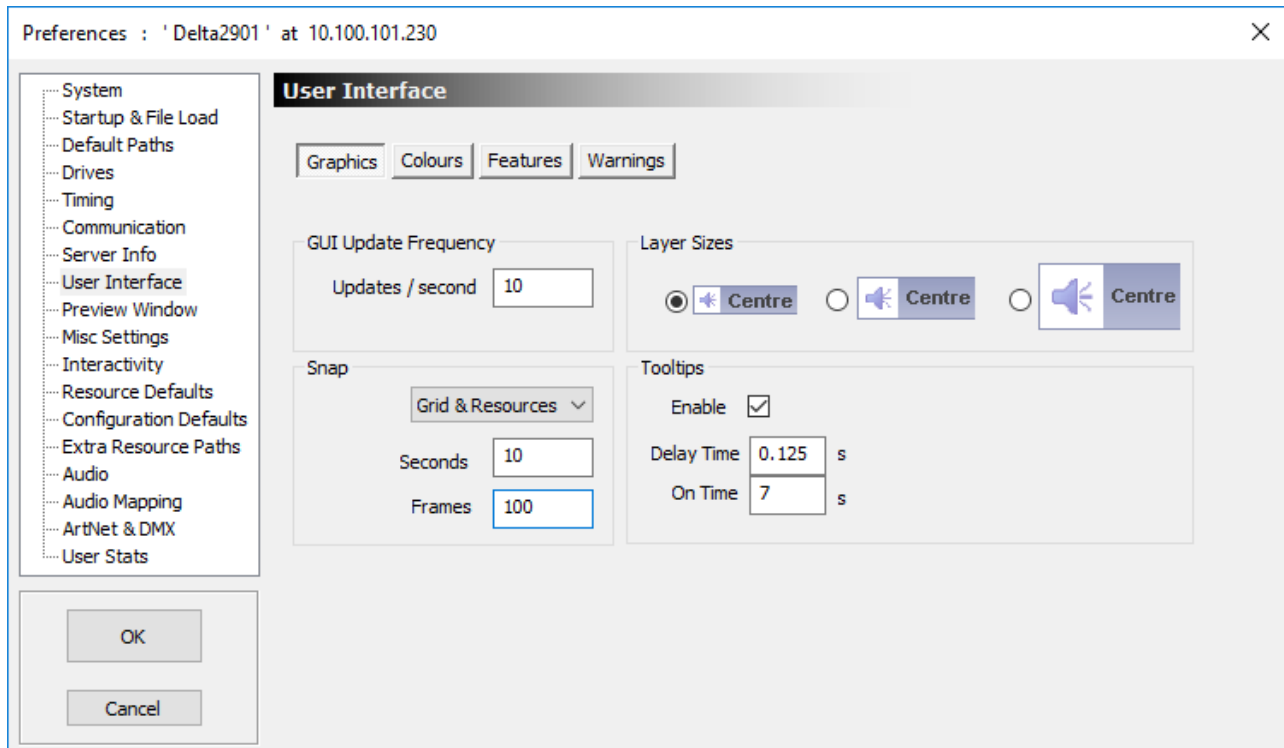 Preferences : ' Delta2901 ' at 10.100.101.230
System
Startup & File Load
Default Paths
Drives
Timing
Communication
Server Info
User Interface
Preview Window
Misc Settings
Interactivity
Resource Defaults
Configuration Defaults
Extra Resource Paths
Audio
Audio Mapping
ArtNet & DMX
User Stats
OK
Cancel
User Interface
Graphics Colours Features Warnings
GUI Update Frequency
Updates / second 10
Layer Sizes
Centre Centre Centre
Snap
Grid & Resources
Seconds 10
Frames 100
Tooltips
Enable
Delay Time 0.125 s
On Time 7 s